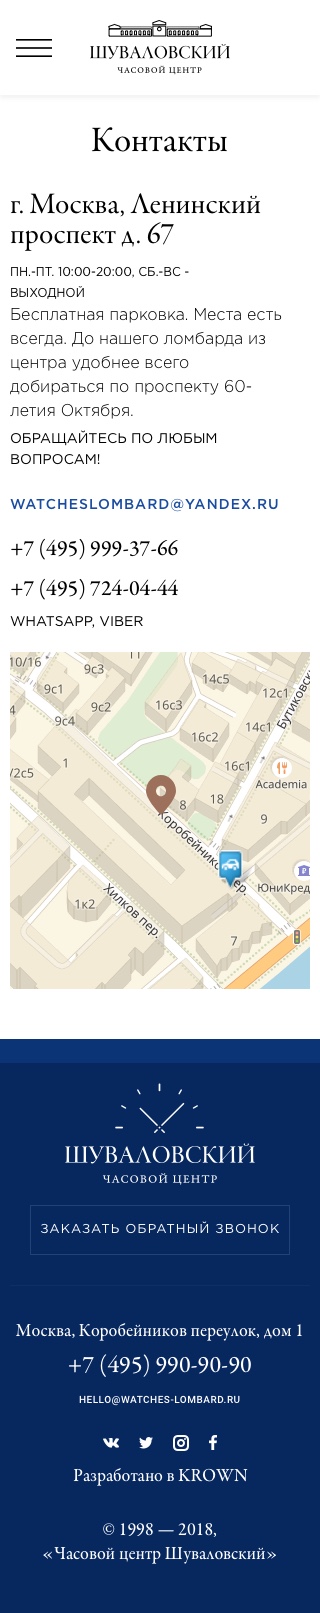 ШУВАЛОВСКИЙ
ЧАСОВОЙ ЦЕНТР
Контакты
г. Москва, Ленинский
проспект д. 67
ПН.-ПТ. 10:00-20:00, СБ.-ВС -
ВЫХОДНОЙ
Бесплатная парковка. Места есть
всегда. До нашего ломбарда из
центра удобнее всего
добираться по проспекту 60-
летия Октября.
ОБРАЩАЙТЕСЬ ПО ЛЮБЫМ
ВОПРОСАМ!
WATCHESLOMBARD@YANDEX.RU
+7 (495) 999-37-66
+7 (495) 724-04-44
WHATSAPP, VIBER
10/16
9с3
11
9с1
9с2
14с5
12с1
Бутиковск
4
9с4
16с3
14с1
16с2
/2с5
1
16с1
Academia
8
18
9
Коробейников пер.
ЮниКред
Хилков пер.
1к2
7
ШУВАЛОВСКИЙ
ЧАСОВОЙ ЦЕНТР
ЗАКАЗАТЬ ОБРАТНЫЙ ЗВОНОК
Москва, Коробейников переулок, дом 1
+7 (495) 990-90-90
HELLO@WATCHES-LOMBARD.RU
Разработано в KROWN
© 1998 — 2018,
«Часовой центр Шуваловский»